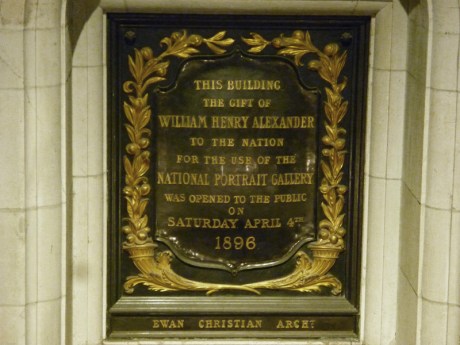 THIS BUILDING
THE GIFT OF
WILLIAM HENRY ALEXANDER
TO THE NATION
FOR THE USE OF THE
NATIONAL PORTRAIT GALLERY
WAS OPENED TO THE PUBLIC
ON
SATURDAY APRIL 4TH
1896
EWAN CHRISTIAN ARCHT